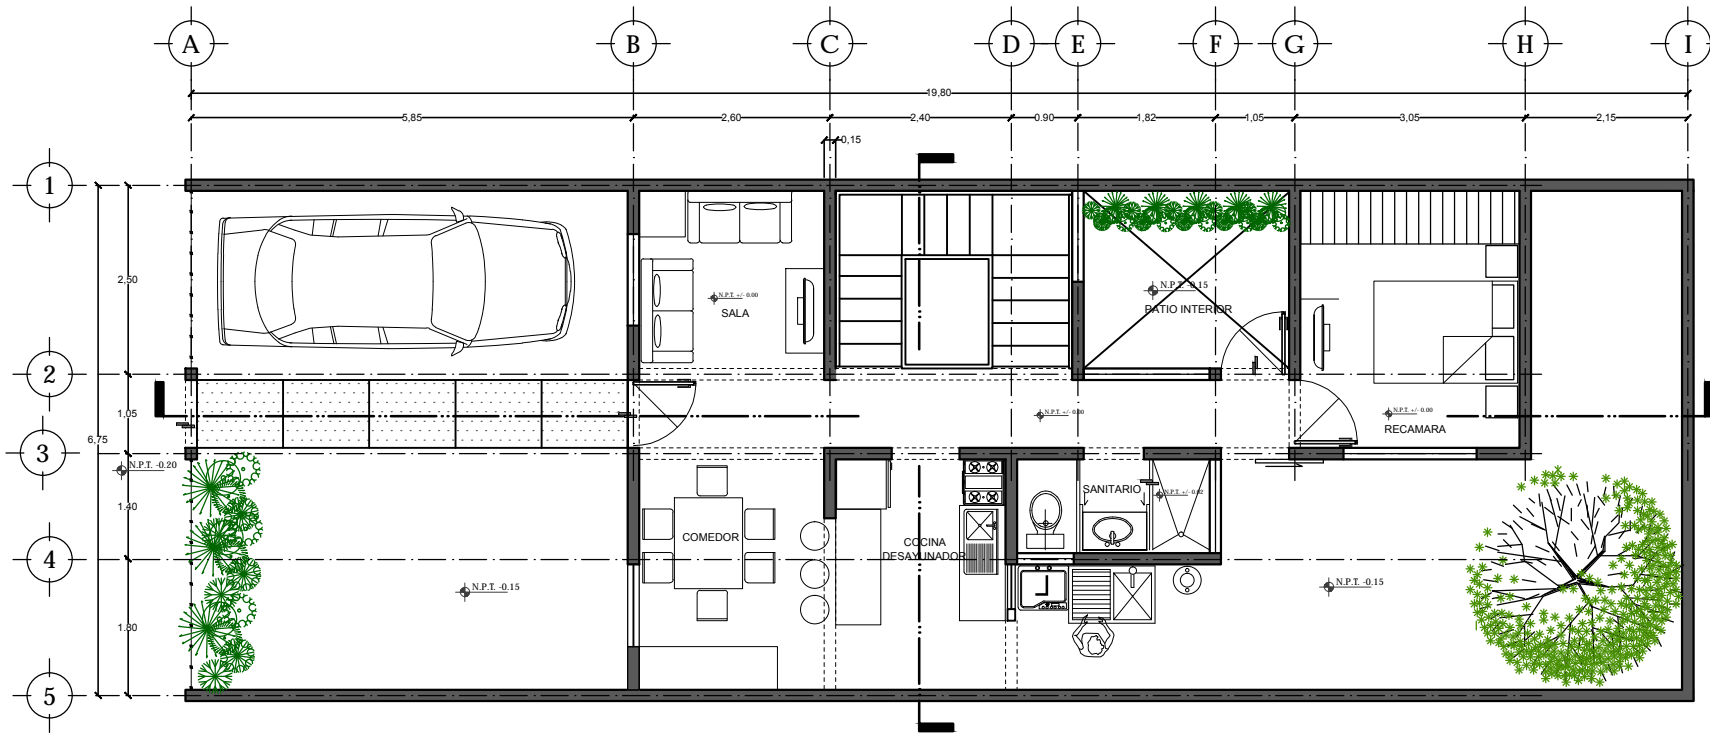 A B C D E F G H I
19,80
5,85 2,60 2,40 0.90 1,82 1,05 3,05 2,15
0,15
1
2,50
N.P.T. -0.15
N.P.T. +/- 0.00
PATIO INTERIOR
SALA
2
1,05
N.P.T. +/- 0.00
N.P.T. +/- 0.00
RECAMARA
6,75
3
N.P.T. -0.20
SANITARIO
N.P.T. +/- 0.02
1.40
COMEDOR
COCINA
DESAYUNADOR
4
N.P.T. -0.15
N.P.T. -0.15
1.80
5